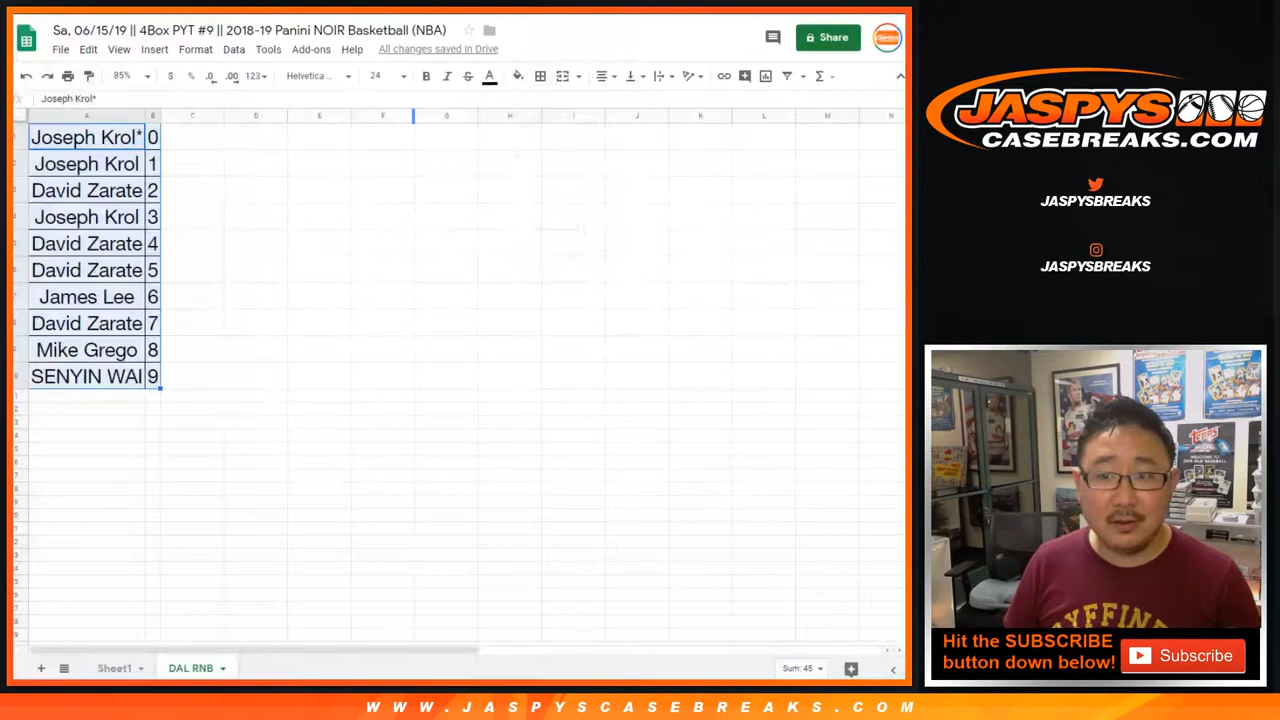 Sa, 06/15/19 || 4Box PYT #9 || 2018-19 Panini NOIR Basketball (NBA)
File Edit View Insert Format Data Tools Add-ons Help All changes saved in Drive
Share
85% $ % .0 .00 123 Helvetica ... 24 B I S A
Joseph Krol*
A B C D E F G H I J K L M N
Joseph Krol* 0
Joseph Krol 1
David Zarate 2
Joseph Krol 3
David Zarate 4
David Zarate 5
James Lee 6
David Zarate 7
Mike Grego 8
SENYIN WAI 9
Sheet1 DAL RNB Sum: 45
JASPYS
CASEBREAKS.COM
JASPYSBREAKS
JASPYSBREAKS
topps
Hit the SUBSCRIBE
button down below!
Subscribe
WWW.JASPYSCASEBREAKS.COM